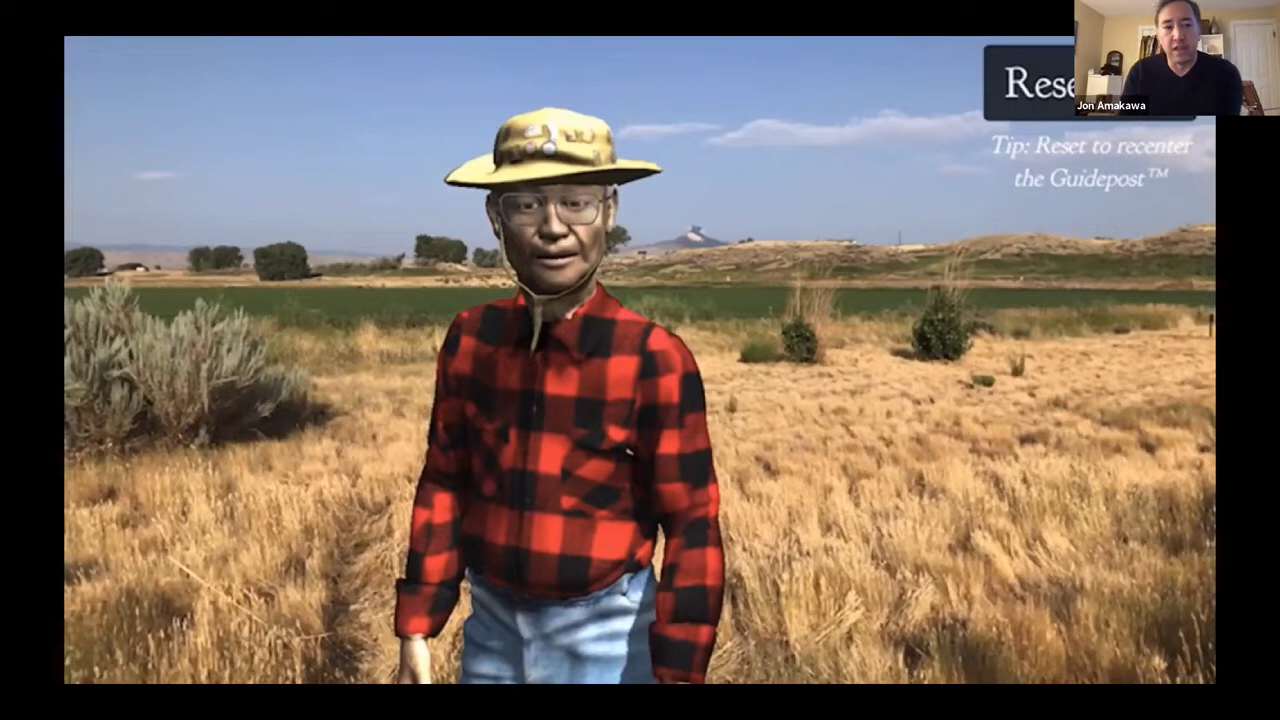 Rese
Jon Amakawa
Tip: Reset to recenter
the Guidepost™